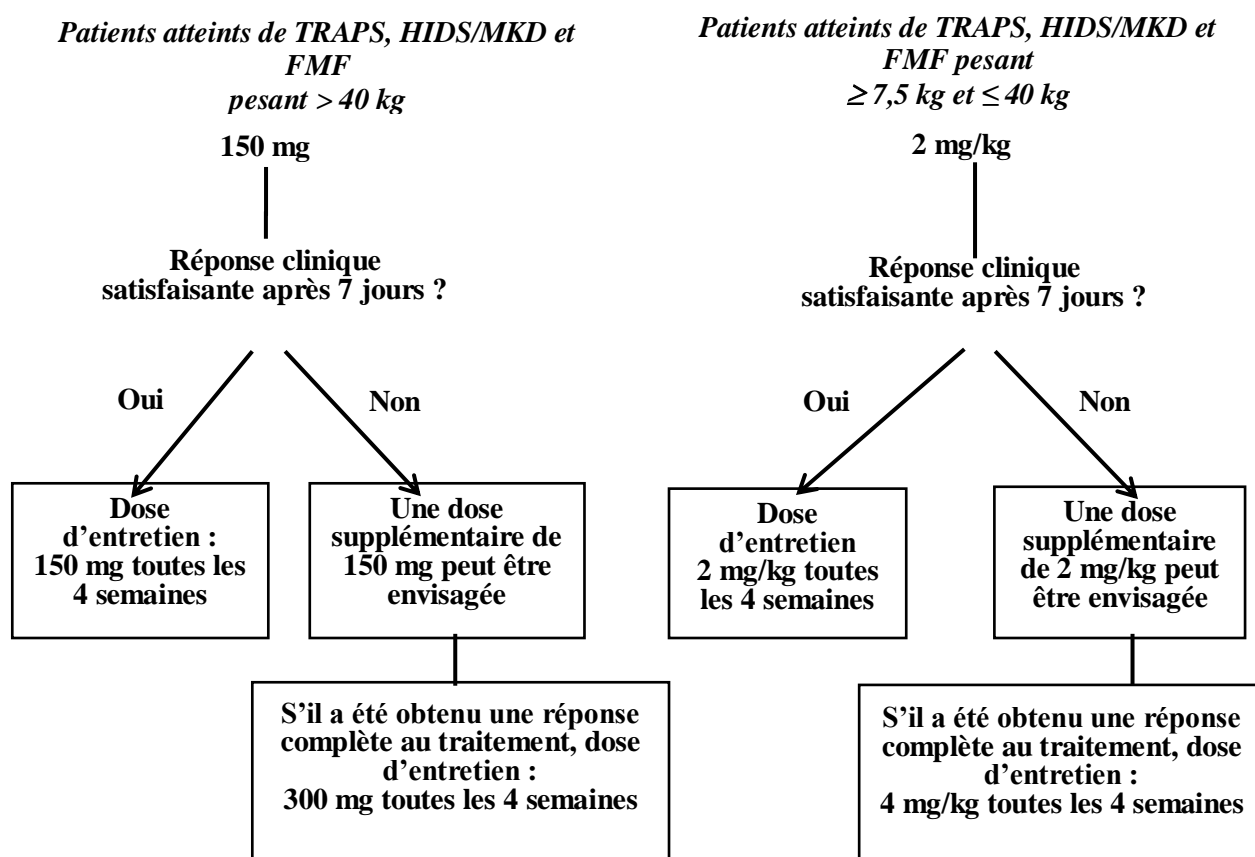 Patients atteints de TRAPS, HIDS/MKD et
FMF
pesant > 40 kg
150 mg
Réponse clinique
satisfaisante après 7 jours ?
Oui
Non
Dose
d’entretien :
150 mg toutes les
4 semaines
Une dose
supplémentaire de
150 mg peut être
envisagée
S’il a été obtenu une réponse
complète au traitement, dose
d’entretien :
300 mg toutes les 4 semaines
Patients atteints de TRAPS, HIDS/MKD et
FMF pesant
≥ 7,5 kg et ≤ 40 kg
2 mg/kg
Réponse clinique
satisfaisante après 7 jours ?
Oui
Non
Dose
d’entretien
2 mg/kg toutes
les 4 semaines
Une dose
supplémentaire
de 2 mg/kg peut
être envisagée
S’il a été obtenu une réponse
complète au traitement, dose
d’entretien :
4 mg/kg toutes les 4 semaines